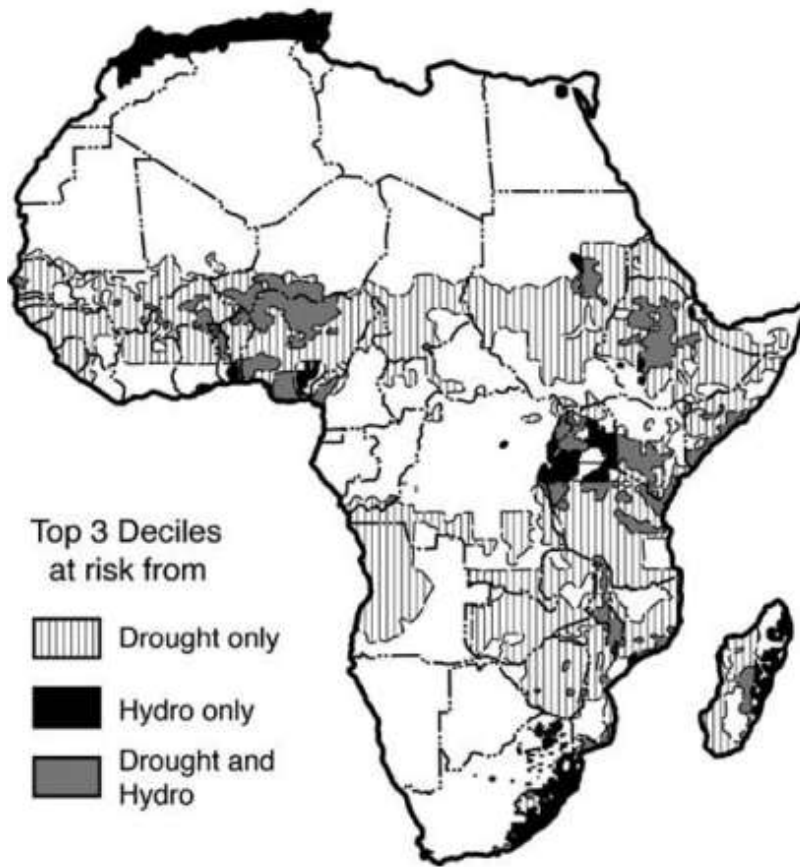 Top 3 Deciles
at risk from
Drought only
Hydro only
Drought and
Hydro